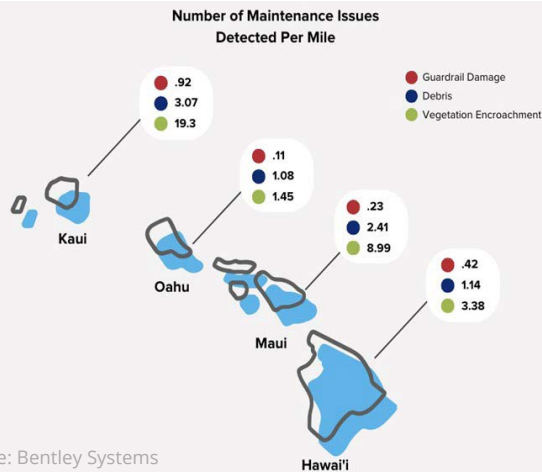 Number of Maintenance Issues
Detected Per Mile
Guardrail Damage
Debris
Vegetation Encroachment
.92
3.07
19.3
Kaui
.11
1.08
1.45
Oahu
.23
2.41
8.99
Maui
.42
1.14
3.38
Hawai'i
e: Bentley Systems